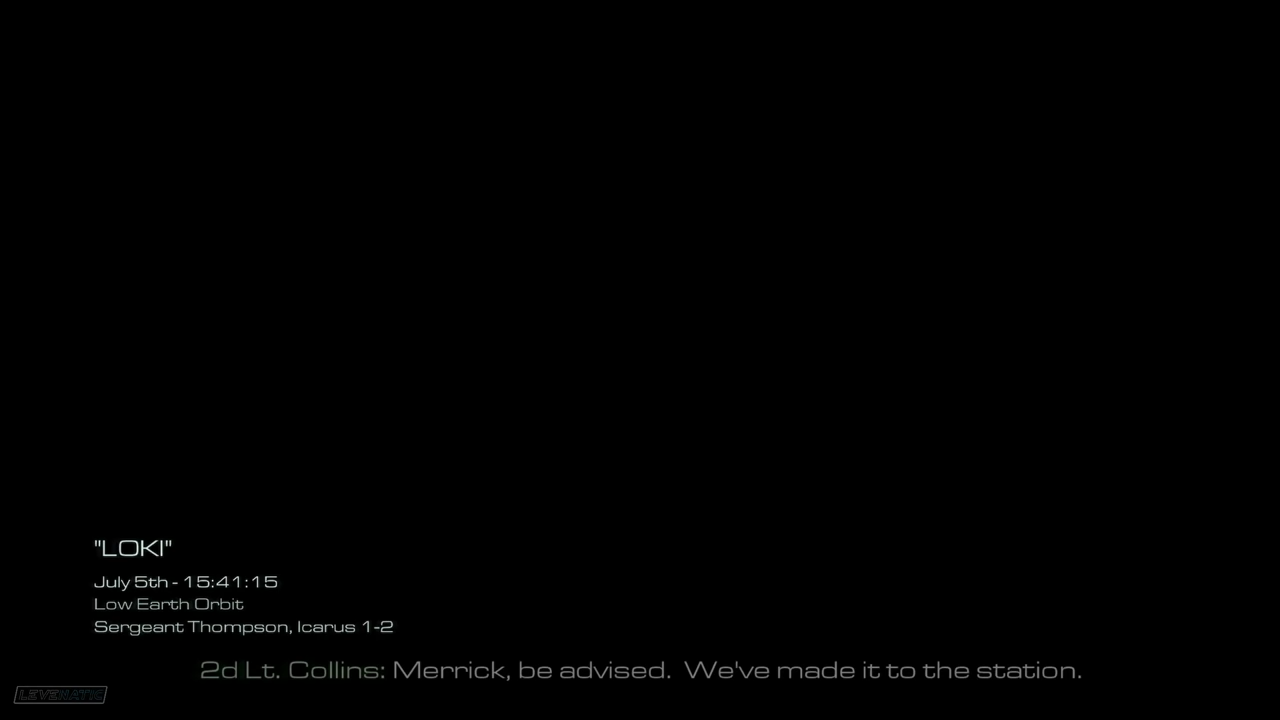 "LOKI"
July 5th - 15:41:15
Low Earth Orbit
Sergeant Thompson, Icarus 1-2
2d Lt. Collins: Merrick, be advised.  We've made it to the station.
LEVENATIC